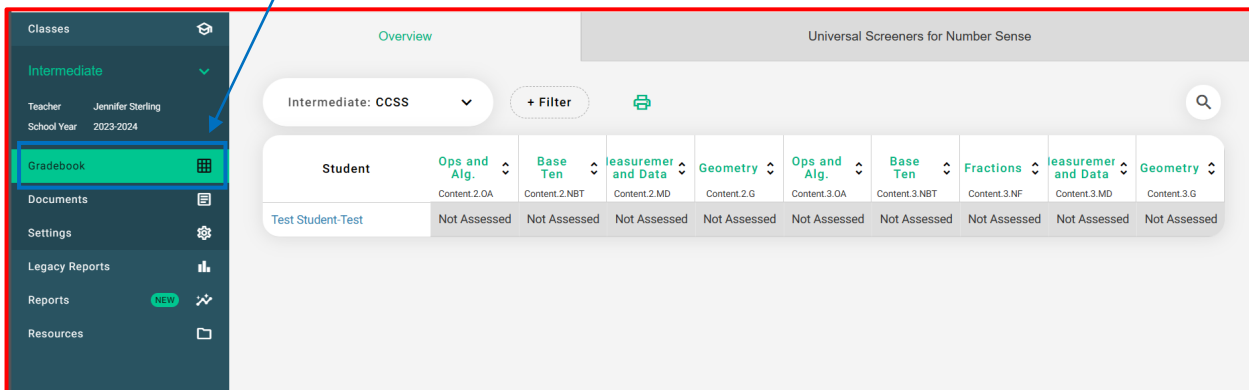 Classes
Intermediate
Teacher Jennifer Sterling
School Year 2023-2024
Gradebook
Documents
Settings
Legacy Reports
Reports NEW
Resources
Overview Universal Screeners for Number Sense
Intermediate: CCSS + Filter
Student
Ops and Alg.
Content.2.OA
Base Ten
Content.2.NBT
easuremer and Data
Content.2.MD
Geometry
Content.2.G
Ops and Alg.
Content.3.OA
Base Ten
Content.3.NBT
Fractions
Content.3.NF
easuremer and Data
Content.3.MD
Geometry
Content.3.G
Test Student-Test Not Assessed Not Assessed Not Assessed Not Assessed Not Assessed Not Assessed Not Assessed Not Assessed Not Assessed